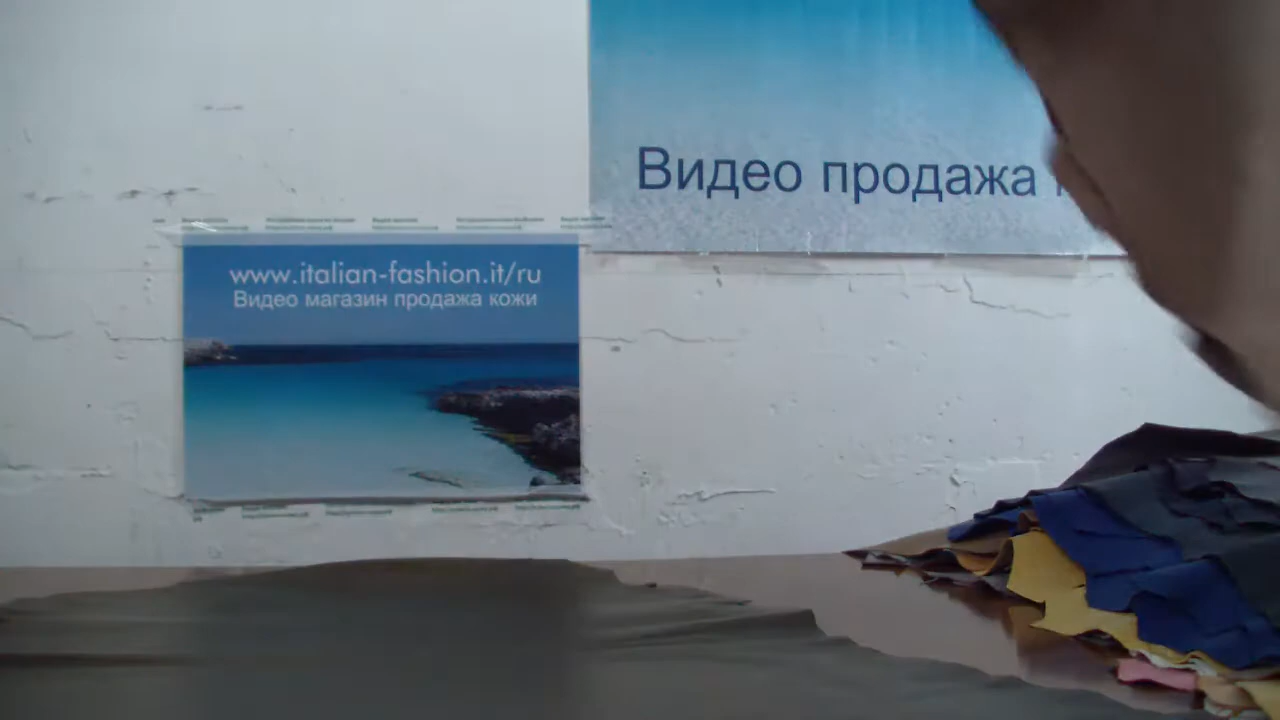 Видео продажа
www.italian-fashion.it/ru
Видео магазин продажа кожи